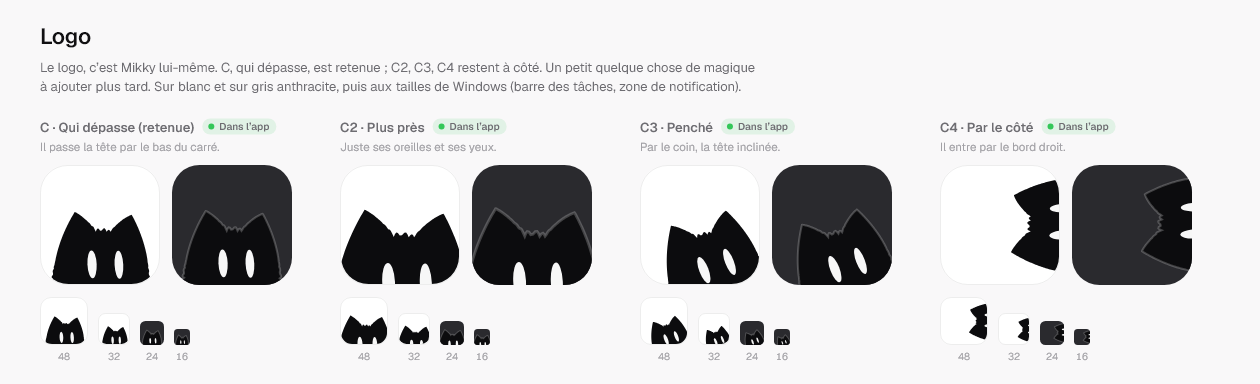 Logo
Le logo, c’est Mikky lui-même. C, qui dépasse, est retenue ; C2, C3, C4 restent à côté. Un petit quelque chose de magique
à ajouter plus tard. Sur blanc et sur gris anthracite, puis aux tailles de Windows (barre des tâches, zone de notification).
C · Qui dépasse (retenue) Dans l’app
Il passe la tête par le bas du carré.
48 32 24 16
C2 · Plus près Dans l’app
Juste ses oreilles et ses yeux.
48 32 24 16
C3 · Penché Dans l’app
Par le coin, la tête inclinée.
48 32 24 16
C4 · Par le côté Dans l’app
Il entre par le bord droit.
48 32 24 16